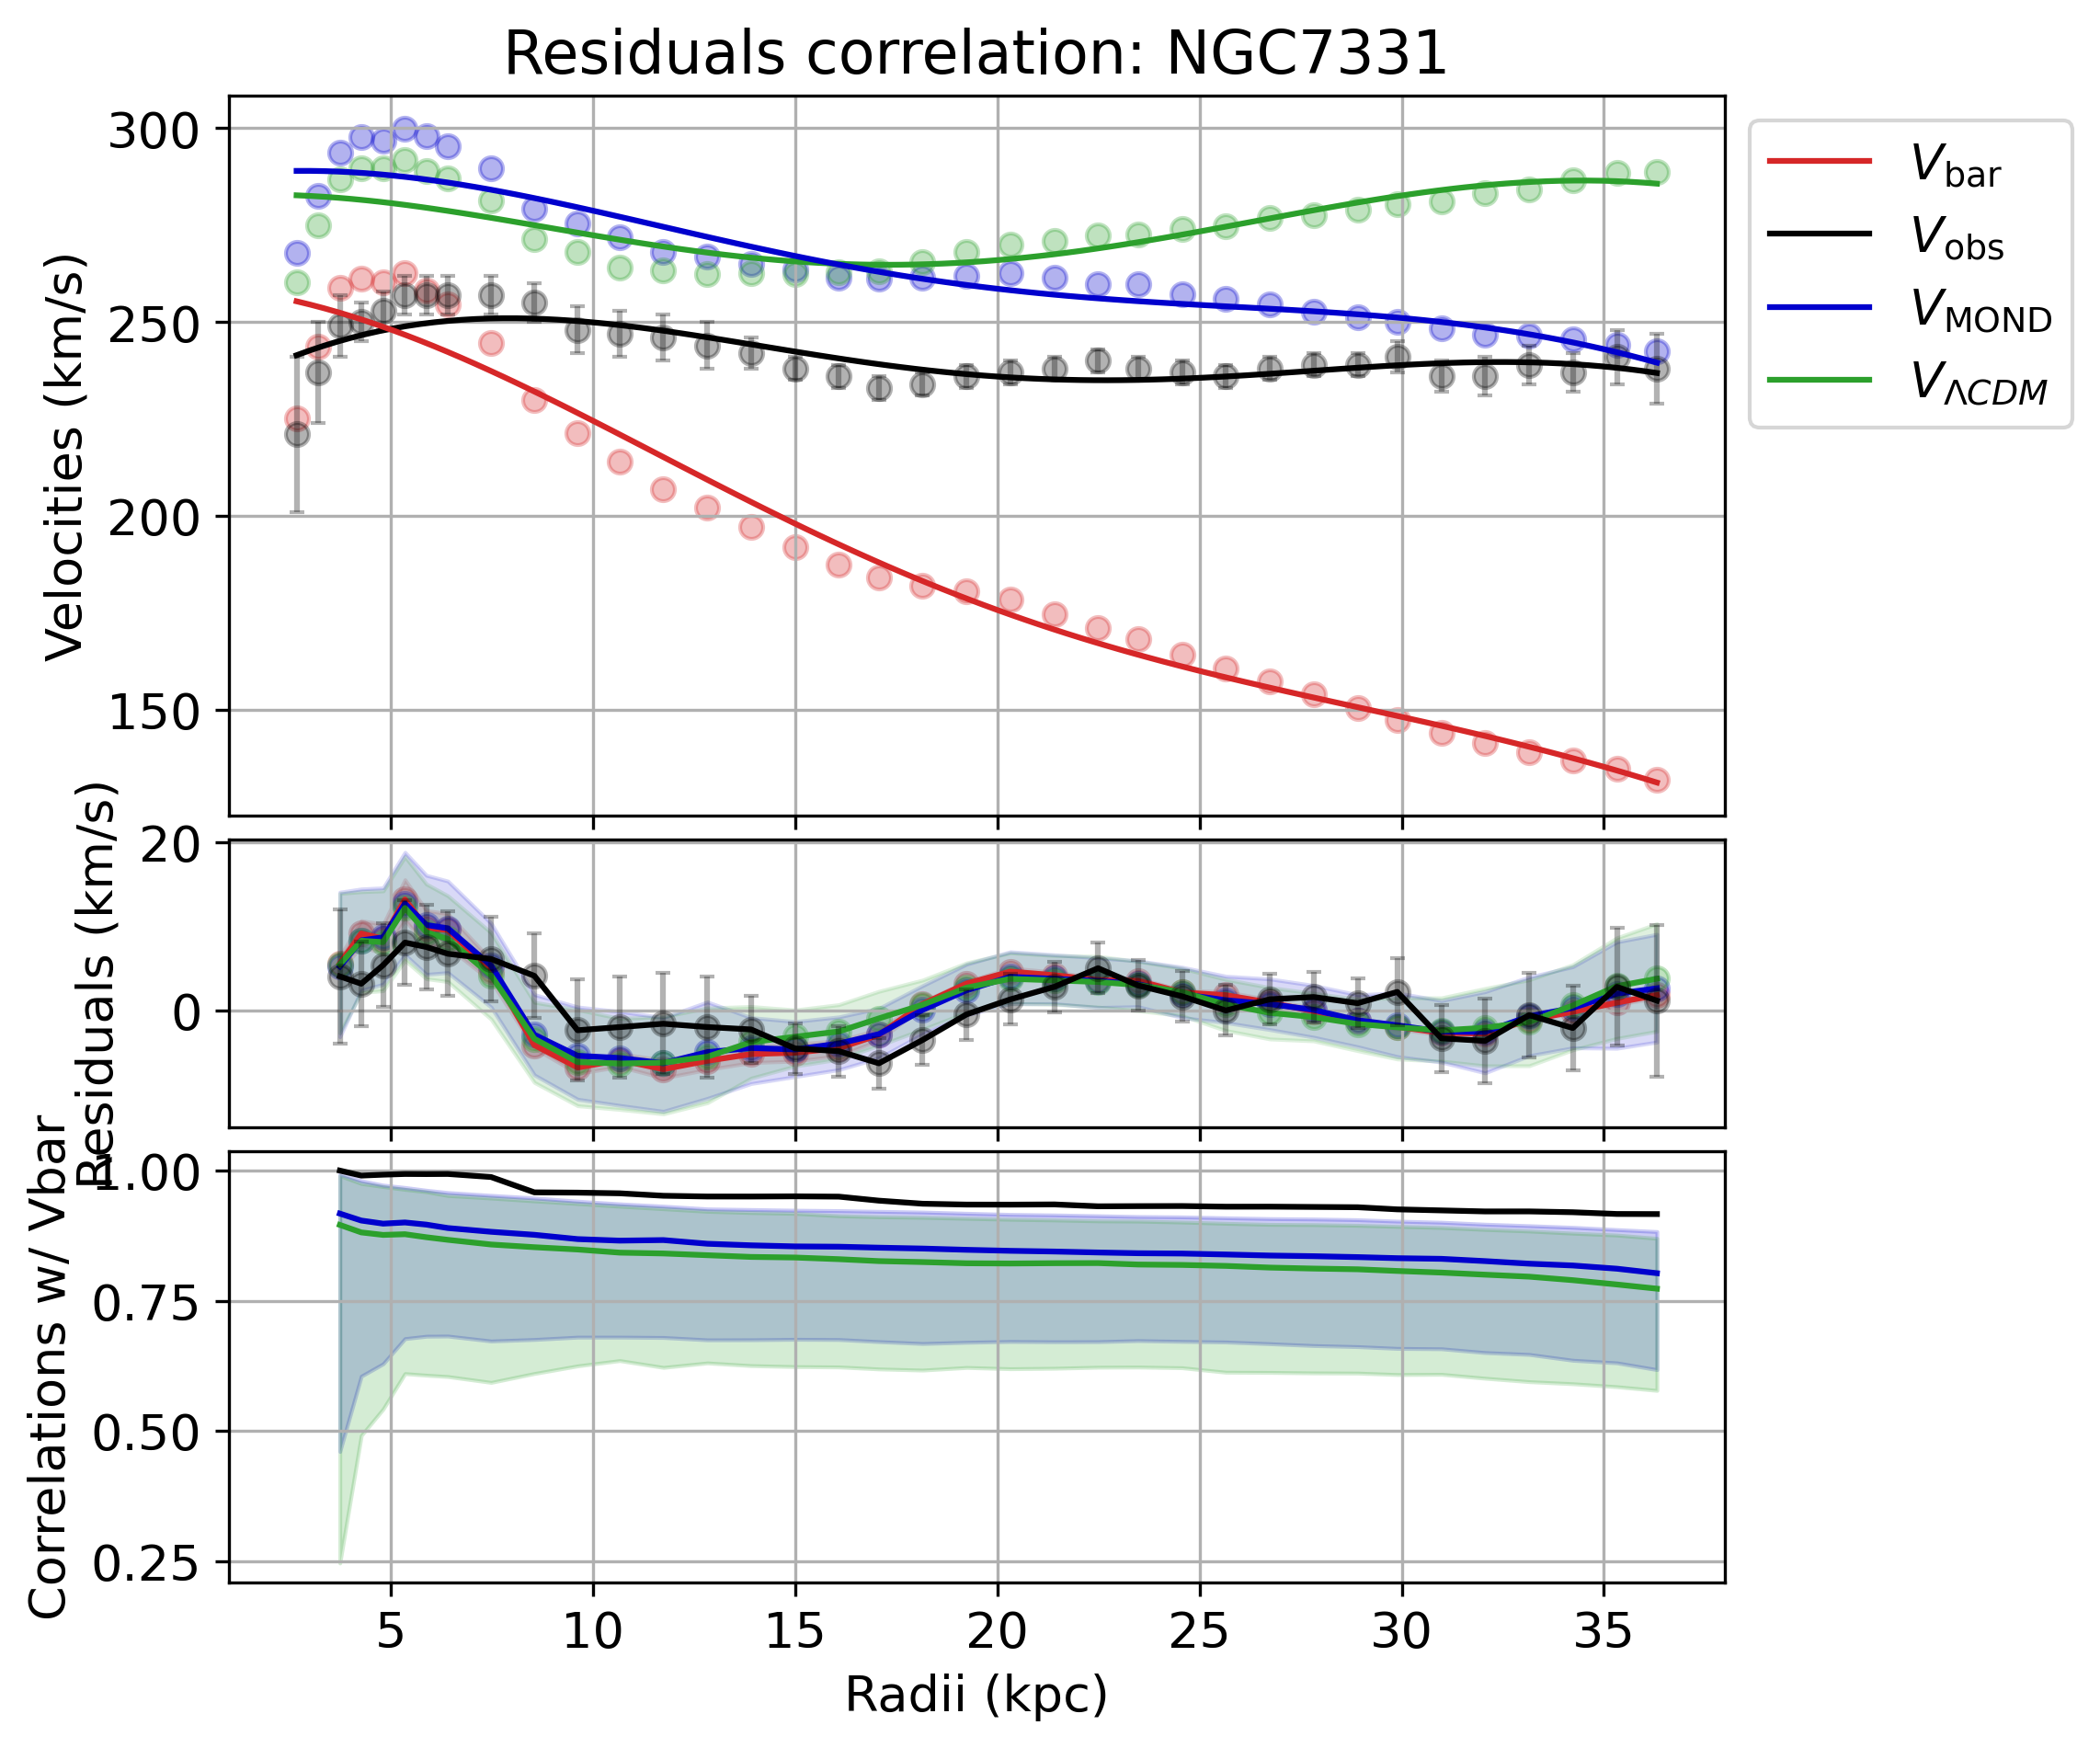 Residuals correlation: NGC7331
Velocities (km/s)
300
250
200
150
V_bar
V_obs
V_MOND
V_ΛCDM
Residuals (km/s)
20
0
Correlations w/ Vbar
1.00
0.75
0.50
0.25
5 10 15 20 25 30 35
Radii (kpc)